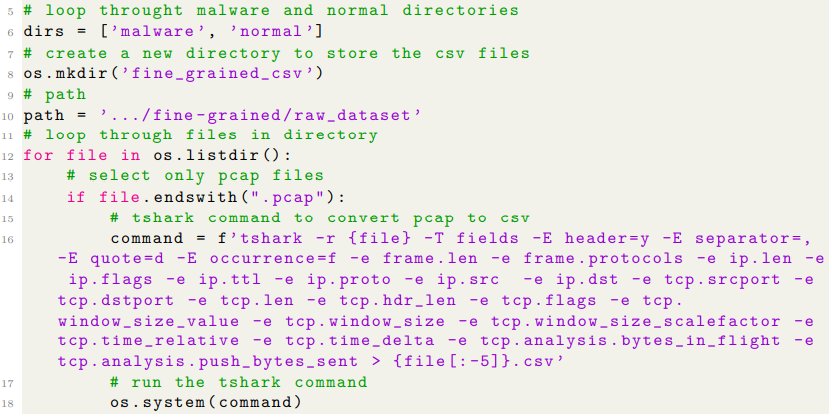 5 # loop throught malware and normal directories
6 dirs = ['malware', 'normal']
7 # create a new directory to store the csv files
8 os.mkdir('fine_grained_csv')
9 # path
10 path = '.../fine-grained/raw_dataset'
11 # loop through files in directory
12 for file in os.listdir():
13 # select only pcap files
14 if file.endswith(".pcap"):
15 # tshark command to convert pcap to csv
16 command = f'tshark -r {file} -T fields -E header=y -E separator=,
-E quote=d -E occurrence=f -e frame.len -e frame.protocols -e ip.len -e
ip.flags -e ip.ttl -e ip.proto -e ip.src -e ip.dst -e tcp.srcport -e
tcp.dstport -e tcp.len -e tcp.hdr_len -e tcp.flags -e tcp.
window_size_value -e tcp.window_size -e tcp.window_size_scalefactor -e
tcp.time_relative -e tcp.time_delta -e tcp.analysis.bytes_in_flight -e
tcp.analysis.push_bytes_sent > {file[:-5]}.csv'
17 # run the tshark command
18 os.system(command)